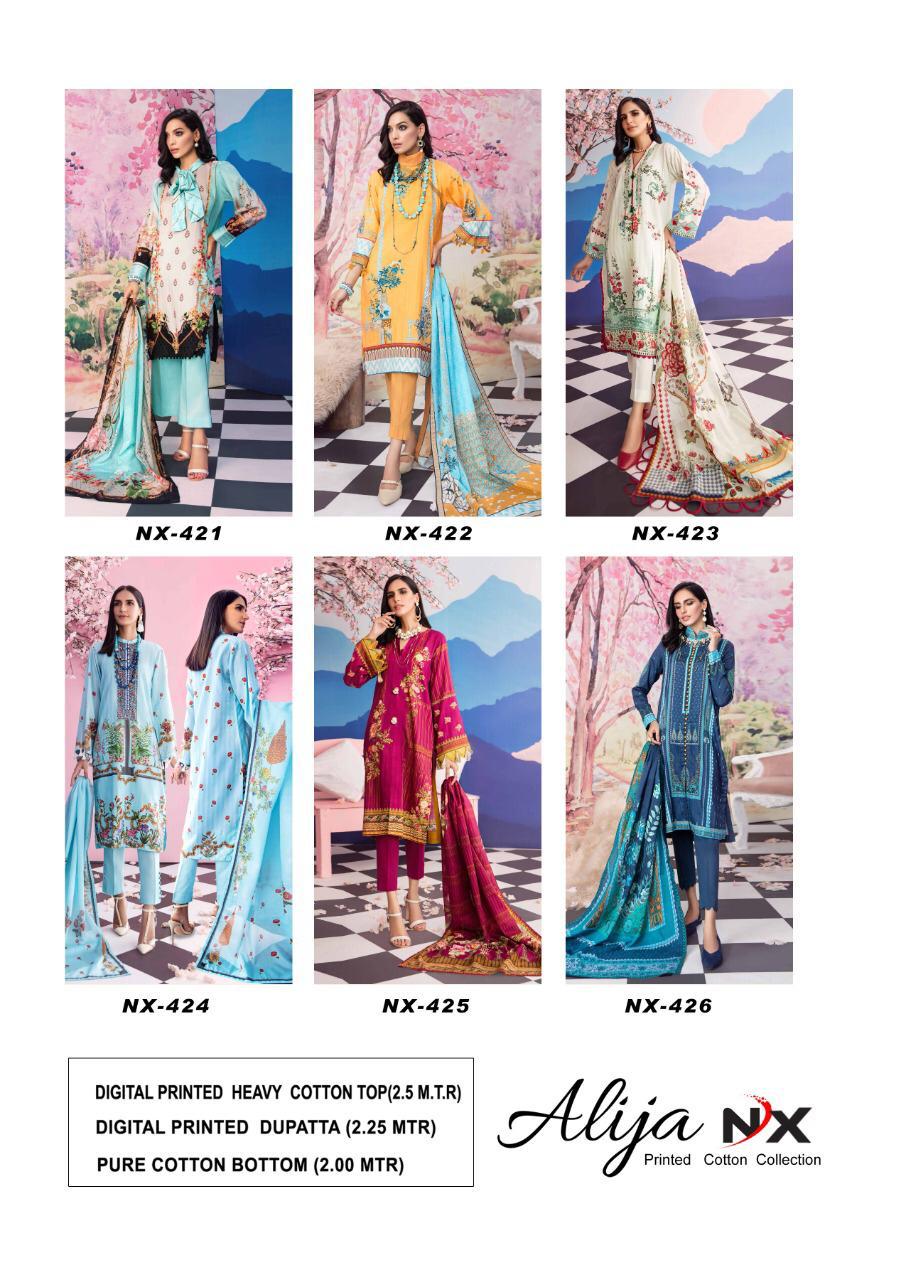 NX-421
NX-422
NX-423
NX-424
NX-425
NX-426
DIGITAL PRINTED HEAVY COTTON TOP(2.5 M.T.R)
DIGITAL PRINTED DUPATTA (2.25 MTR)
PURE COTTON BOTTOM (2.00 MTR)
Alija NX
Printed Cotton Collection